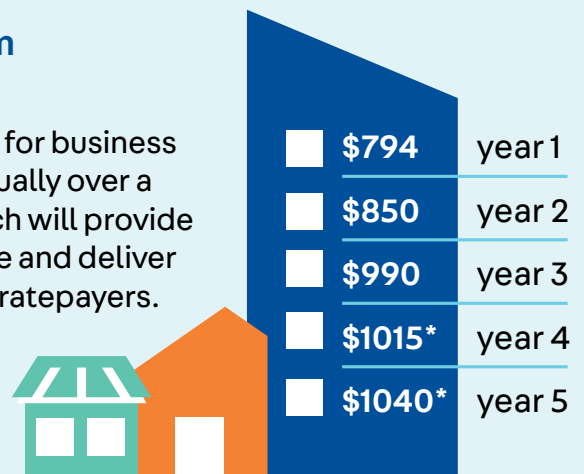 for business
ually over a
ch will provide
e and deliver
ratepayers.
$794 year 1
$850 year 2
$990 year 3
$1015* year 4
$1040* year 5